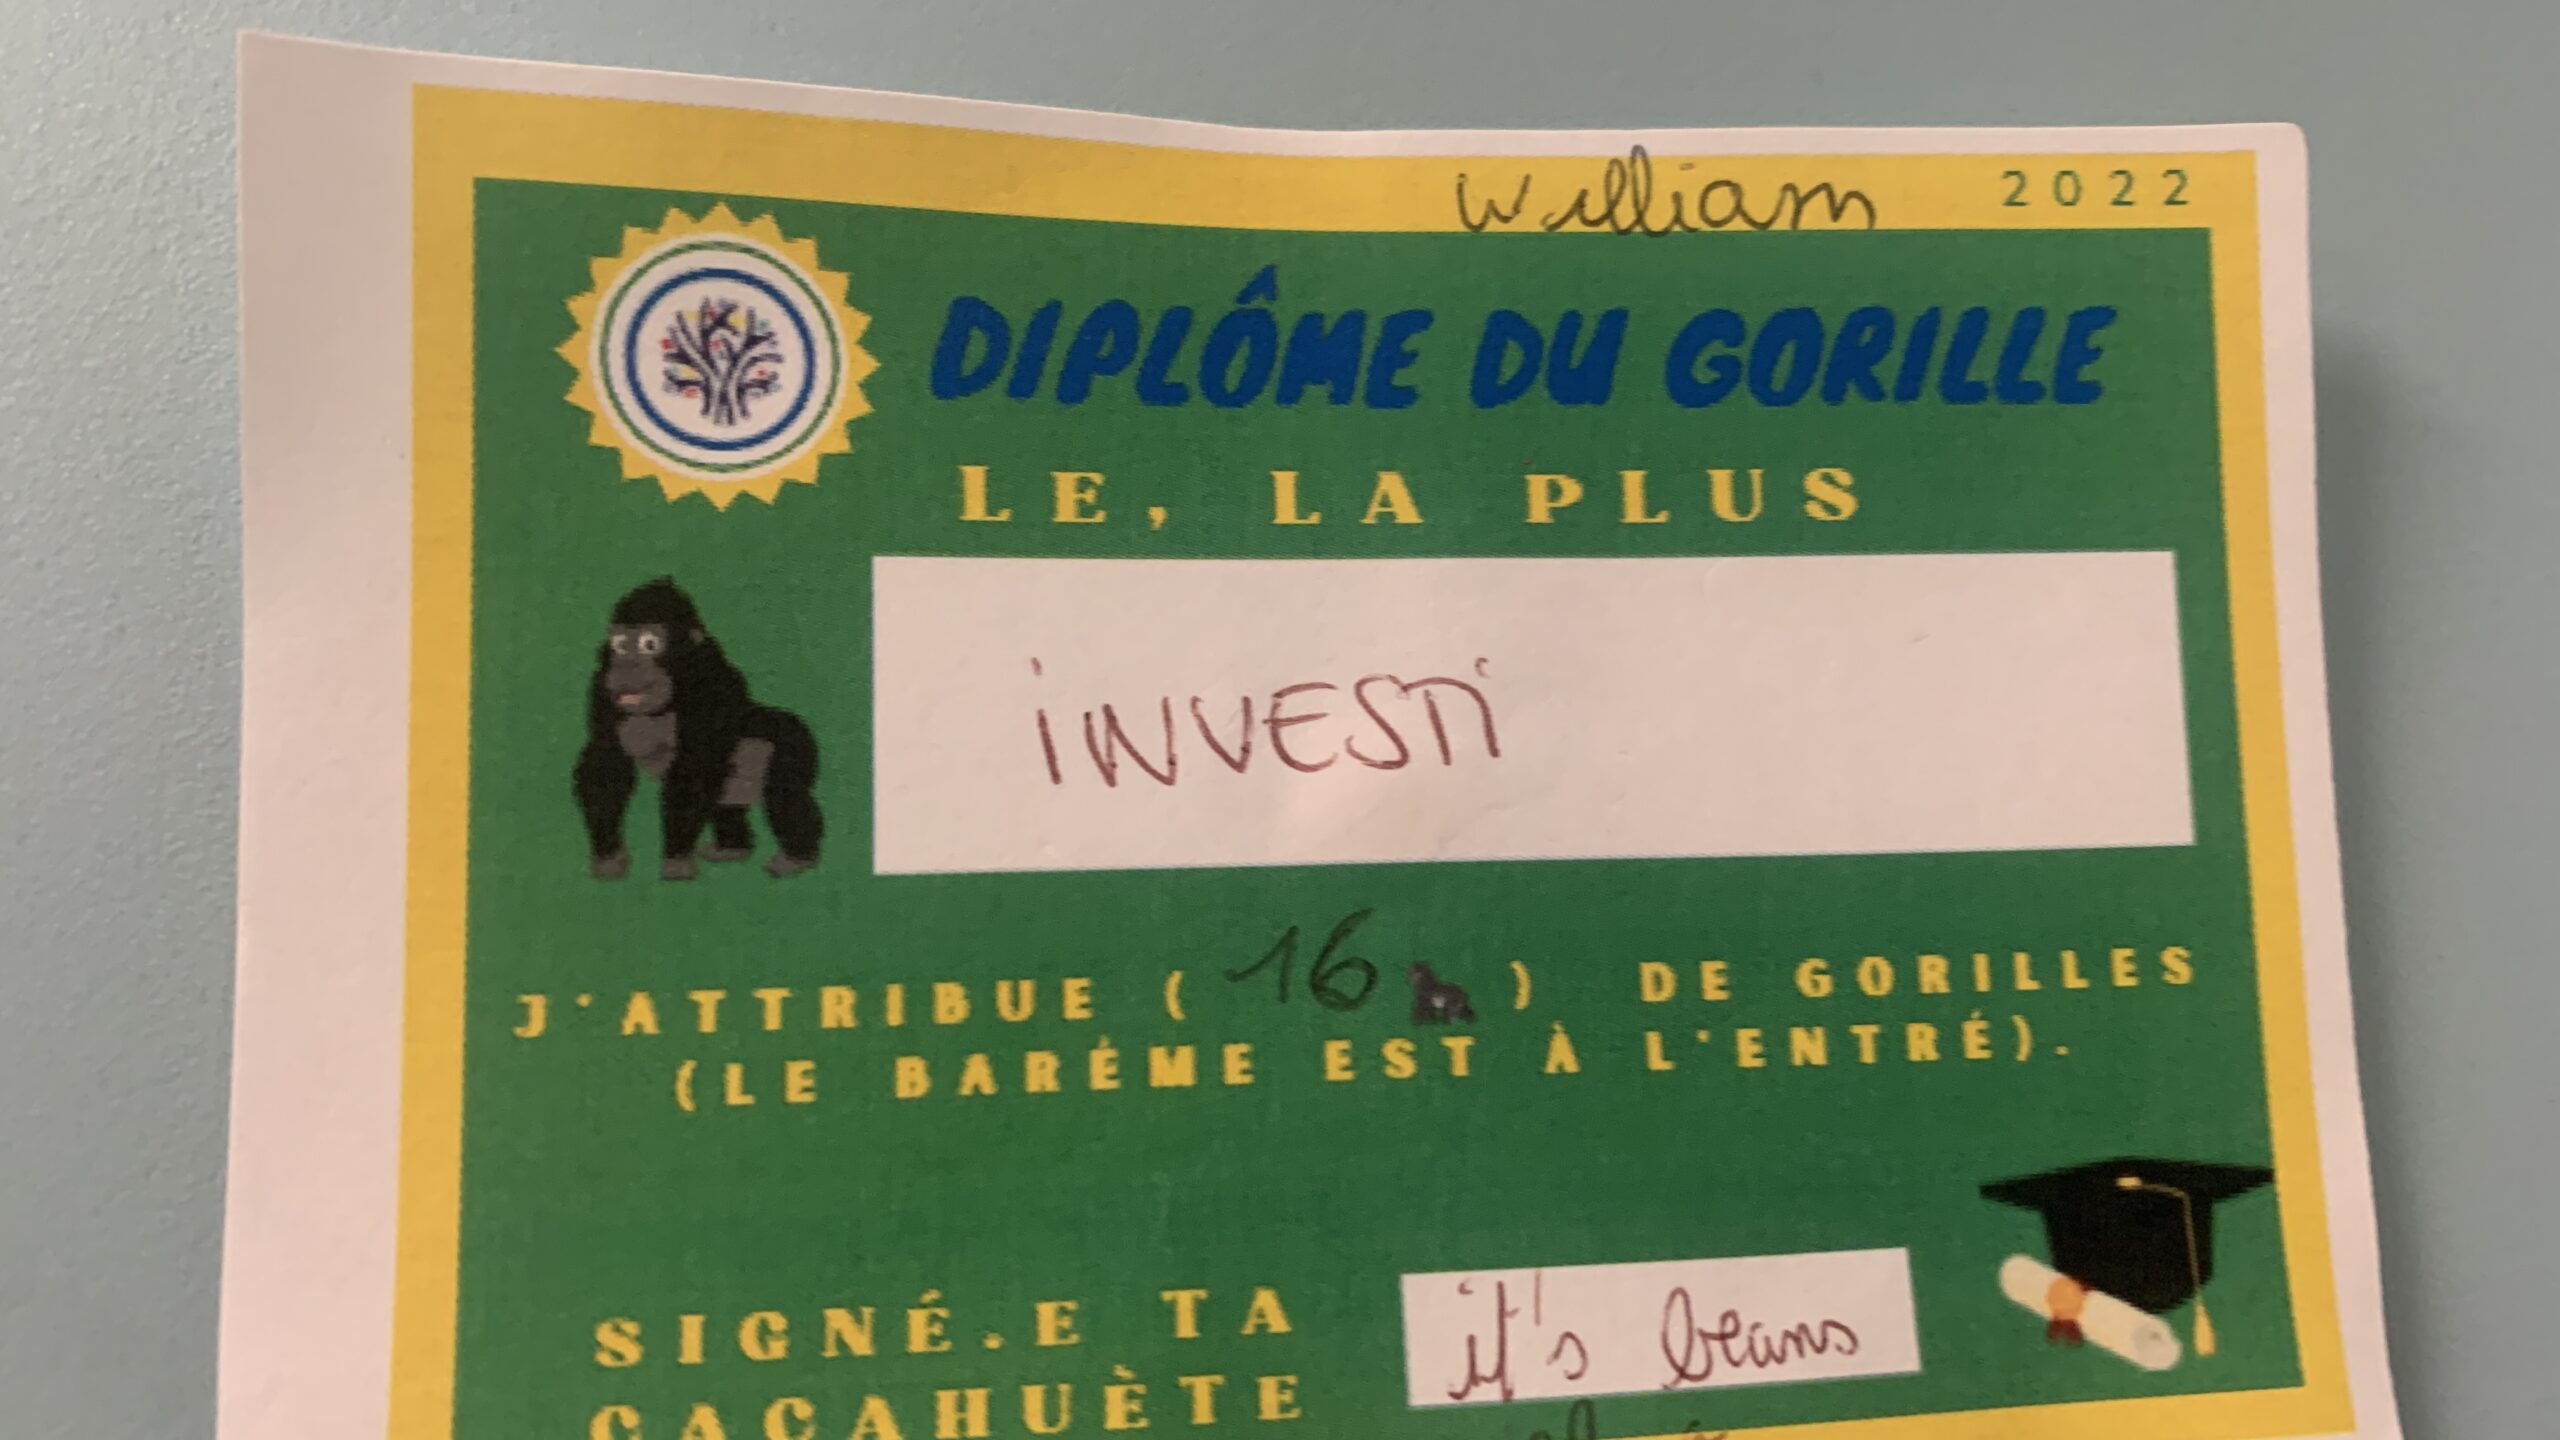 William 2022
DIPLÔME DU GORILLE
LE, LA PLUS
iNVESTi
J'ATTRIBUE ( 16 ) DE GORILLES
(LE BARÉME EST À L'ENTRÉ).
SIGNÉ.E TA
it's beans
CACAHUÈTE